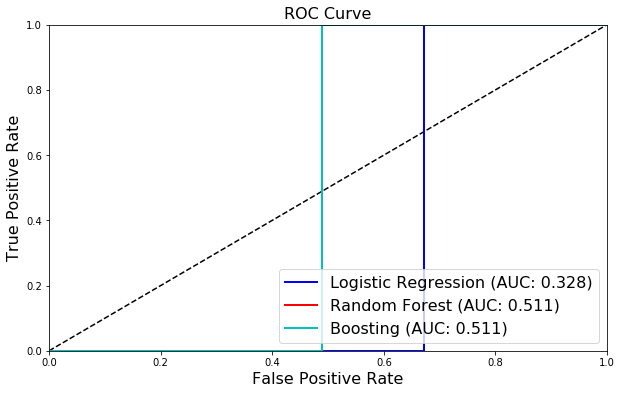 ROC Curve
True Positive Rate
1.0
0.8
0.6
0.4
0.2
0.0
Logistic Regression (AUC: 0.328)
Random Forest (AUC: 0.511)
Boosting (AUC: 0.511)
0.0 0.2 0.4 0.6 0.8 1.0
False Positive Rate